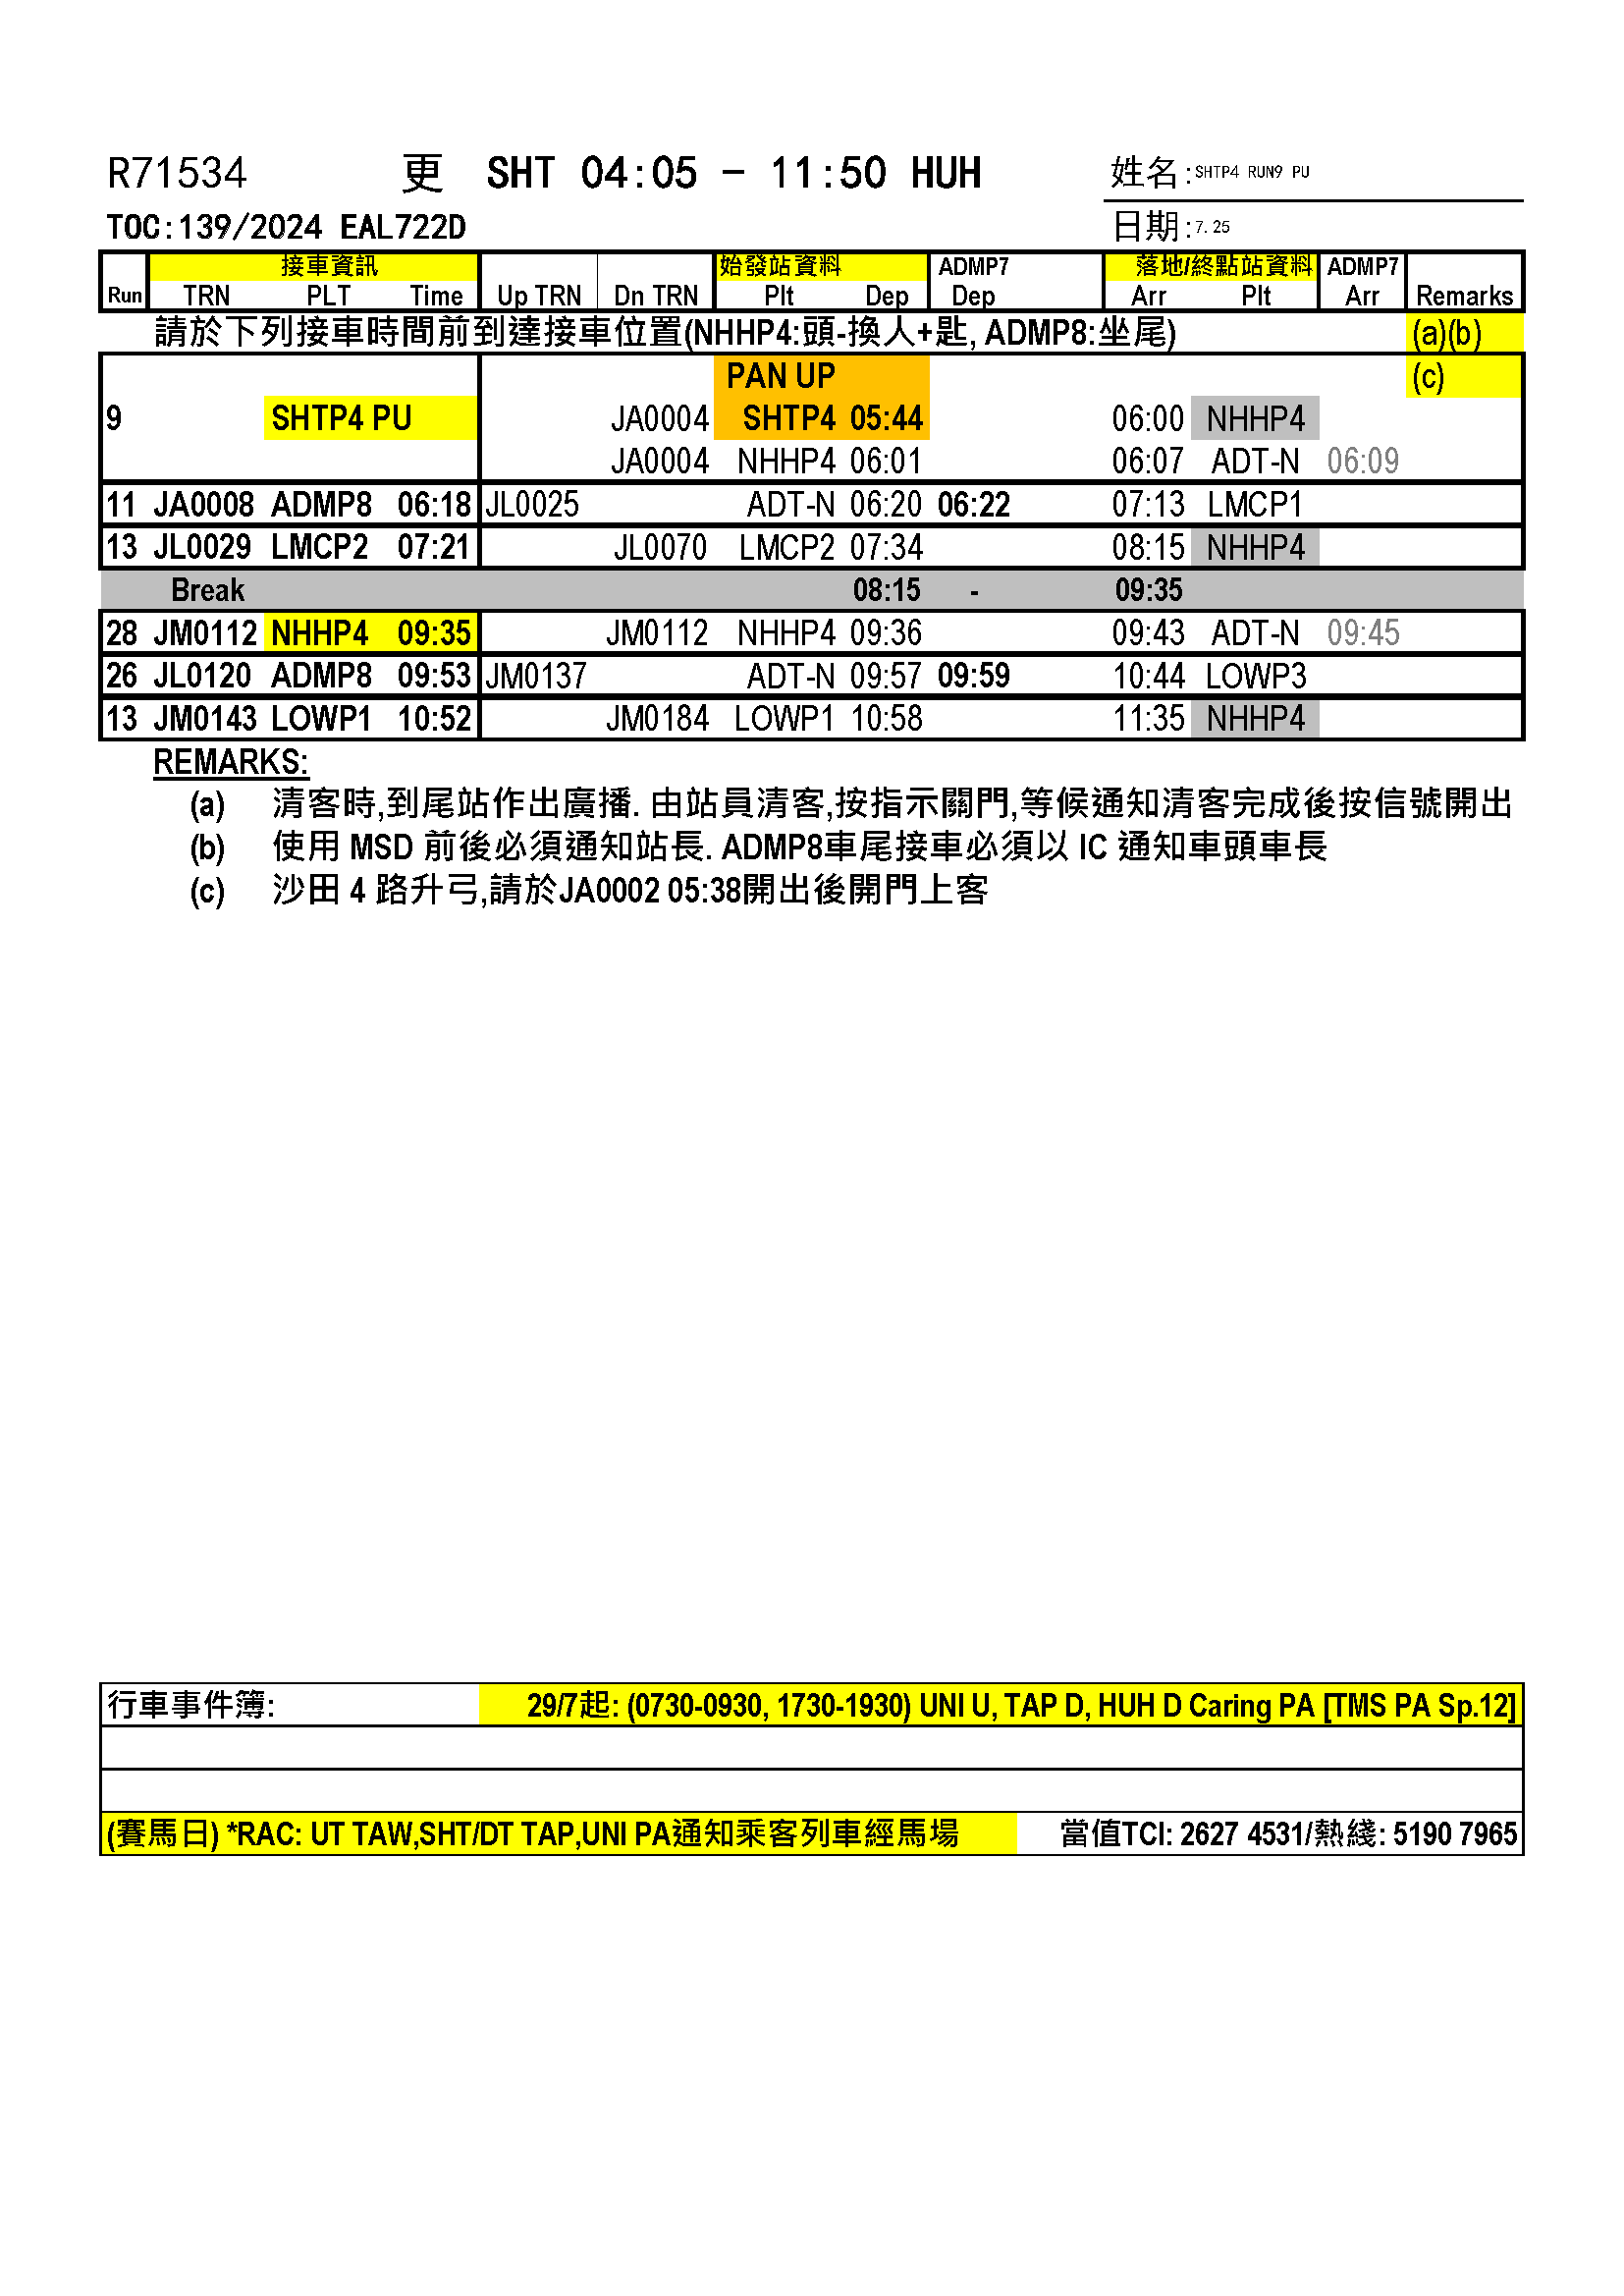 R71534 更 SHT 04:05 - 11:50 HUH 姓名:SHTP4 RUN9 PU
TOC:139/2024 EAL722D 日期:7.25
接車資訊 始發站資料 ADMP7 落地/終點站資料 ADMP7
Run TRN PLT Time Up TRN Dn TRN Plt Dep Dep Arr Plt Arr Remarks
請於下列接車時間前到達接車位置(NHHP4:頭-換人+匙, ADMP8:坐尾) (a)(b)
PAN UP (c)
9 SHTP4 PU JA0004 SHTP4 05:44 06:00 NHHP4
JA0004 NHHP4 06:01 06:07 ADT-N 06:09
11 JA0008 ADMP8 06:18 JL0025 ADT-N 06:20 06:22 07:13 LMCP1
13 JL0029 LMCP2 07:21 JL0070 LMCP2 07:34 08:15 NHHP4
Break 08:15 - 09:35
28 JM0112 NHHP4 09:35 JM0112 NHHP4 09:36 09:43 ADT-N 09:45
26 JL0120 ADMP8 09:53 JM0137 ADT-N 09:57 09:59 10:44 LOWP3
13 JM0143 LOWP1 10:52 JM0184 LOWP1 10:58 11:35 NHHP4
REMARKS:
(a) 清客時,到尾站作出廣播. 由站員清客,按指示關門,等候通知清客完成後按信號開出
(b) 使用 MSD 前後必須通知站長. ADMP8車尾接車必須以 IC 通知車頭車長
(c) 沙田 4 路升弓,請於JA0002 05:38開出後開門上客
行車事件簿: 29/7起: (0730-0930, 1730-1930) UNI U, TAP D, HUH D Caring PA [TMS PA Sp.12]
(賽馬日) *RAC: UT TAW,SHT/DT TAP,UNI PA通知乘客列車經馬場 當值TCI: 2627 4531/熱綫: 5190 7965